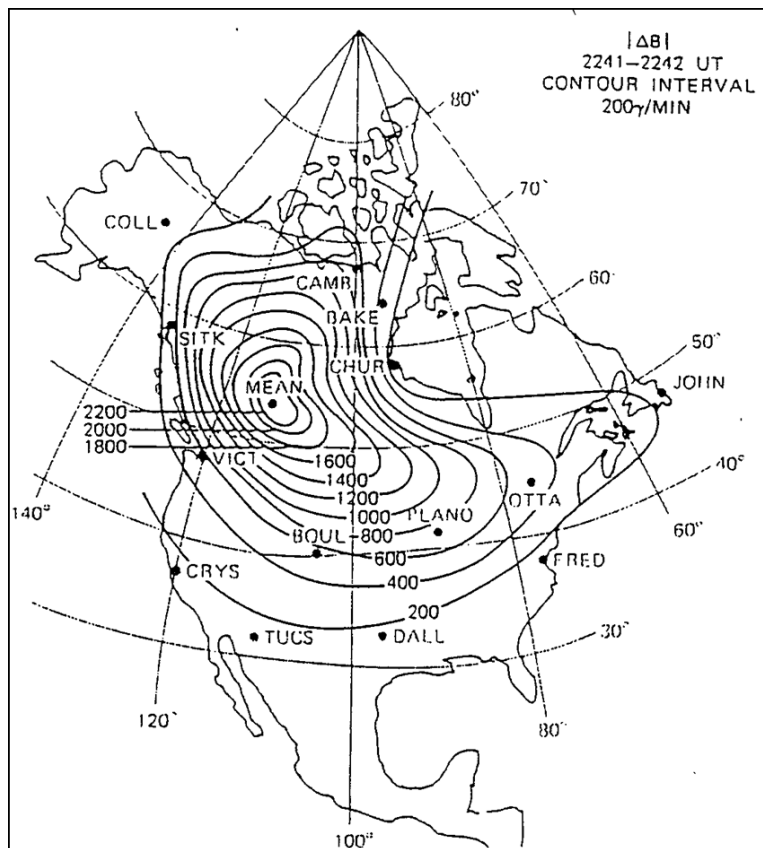 |ΔB|
2241–2242 UT
CONTOUR INTERVAL
200γ/MIN
80°
70°
60°
50°
40°
30°
COLL
CAMB
BAKE
SITK
CHUR
MEAN
JOHN
2200
2000
1800
VICT
1600
1400
1200
1000
800
600
400
200
OTTA
PLANO
BOUL
FRED
CRYS
TUCS
DALL
140°
120°
100°
80°
60°